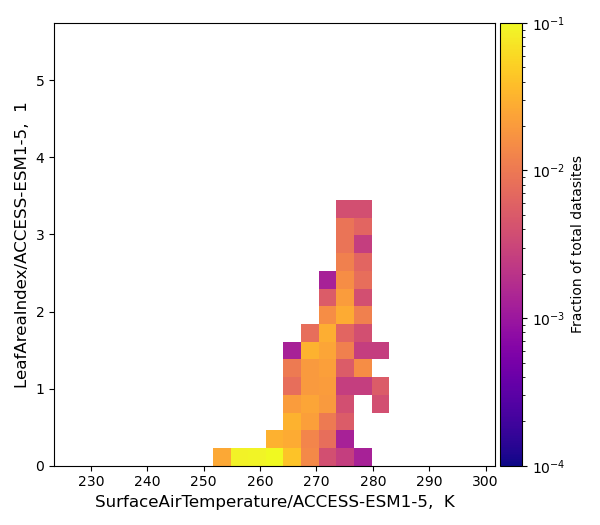 LeafAreaIndex/ACCESS-ESM1-5,  1
5
4
3
2
1
0
230 240 250 260 270 280 290 300
SurfaceAirTemperature/ACCESS-ESM1-5,  K
10⁻¹
10⁻²
10⁻³
10⁻⁴
Fraction of total datasites